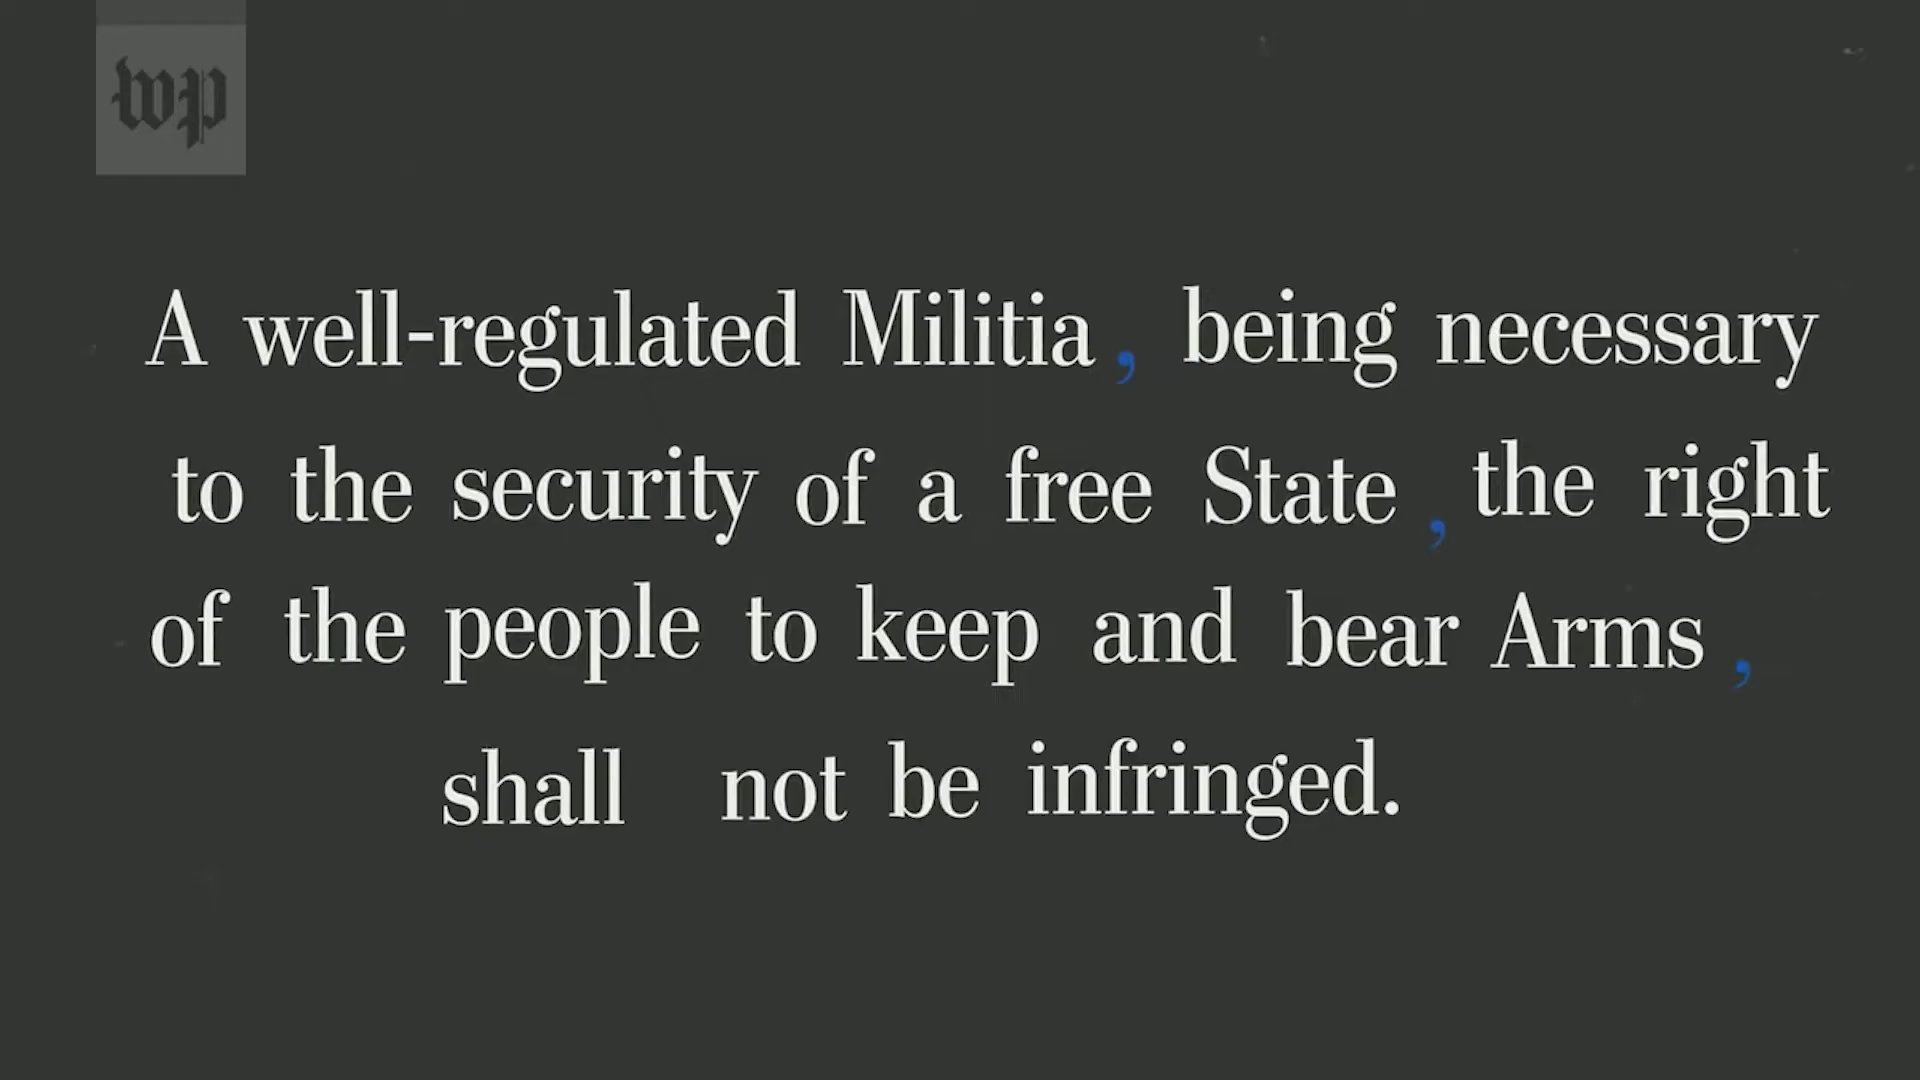 wp
A well-regulated Militia, being necessary
to the security of a free State, the right
of the people to keep and bear Arms,
shall not be infringed.